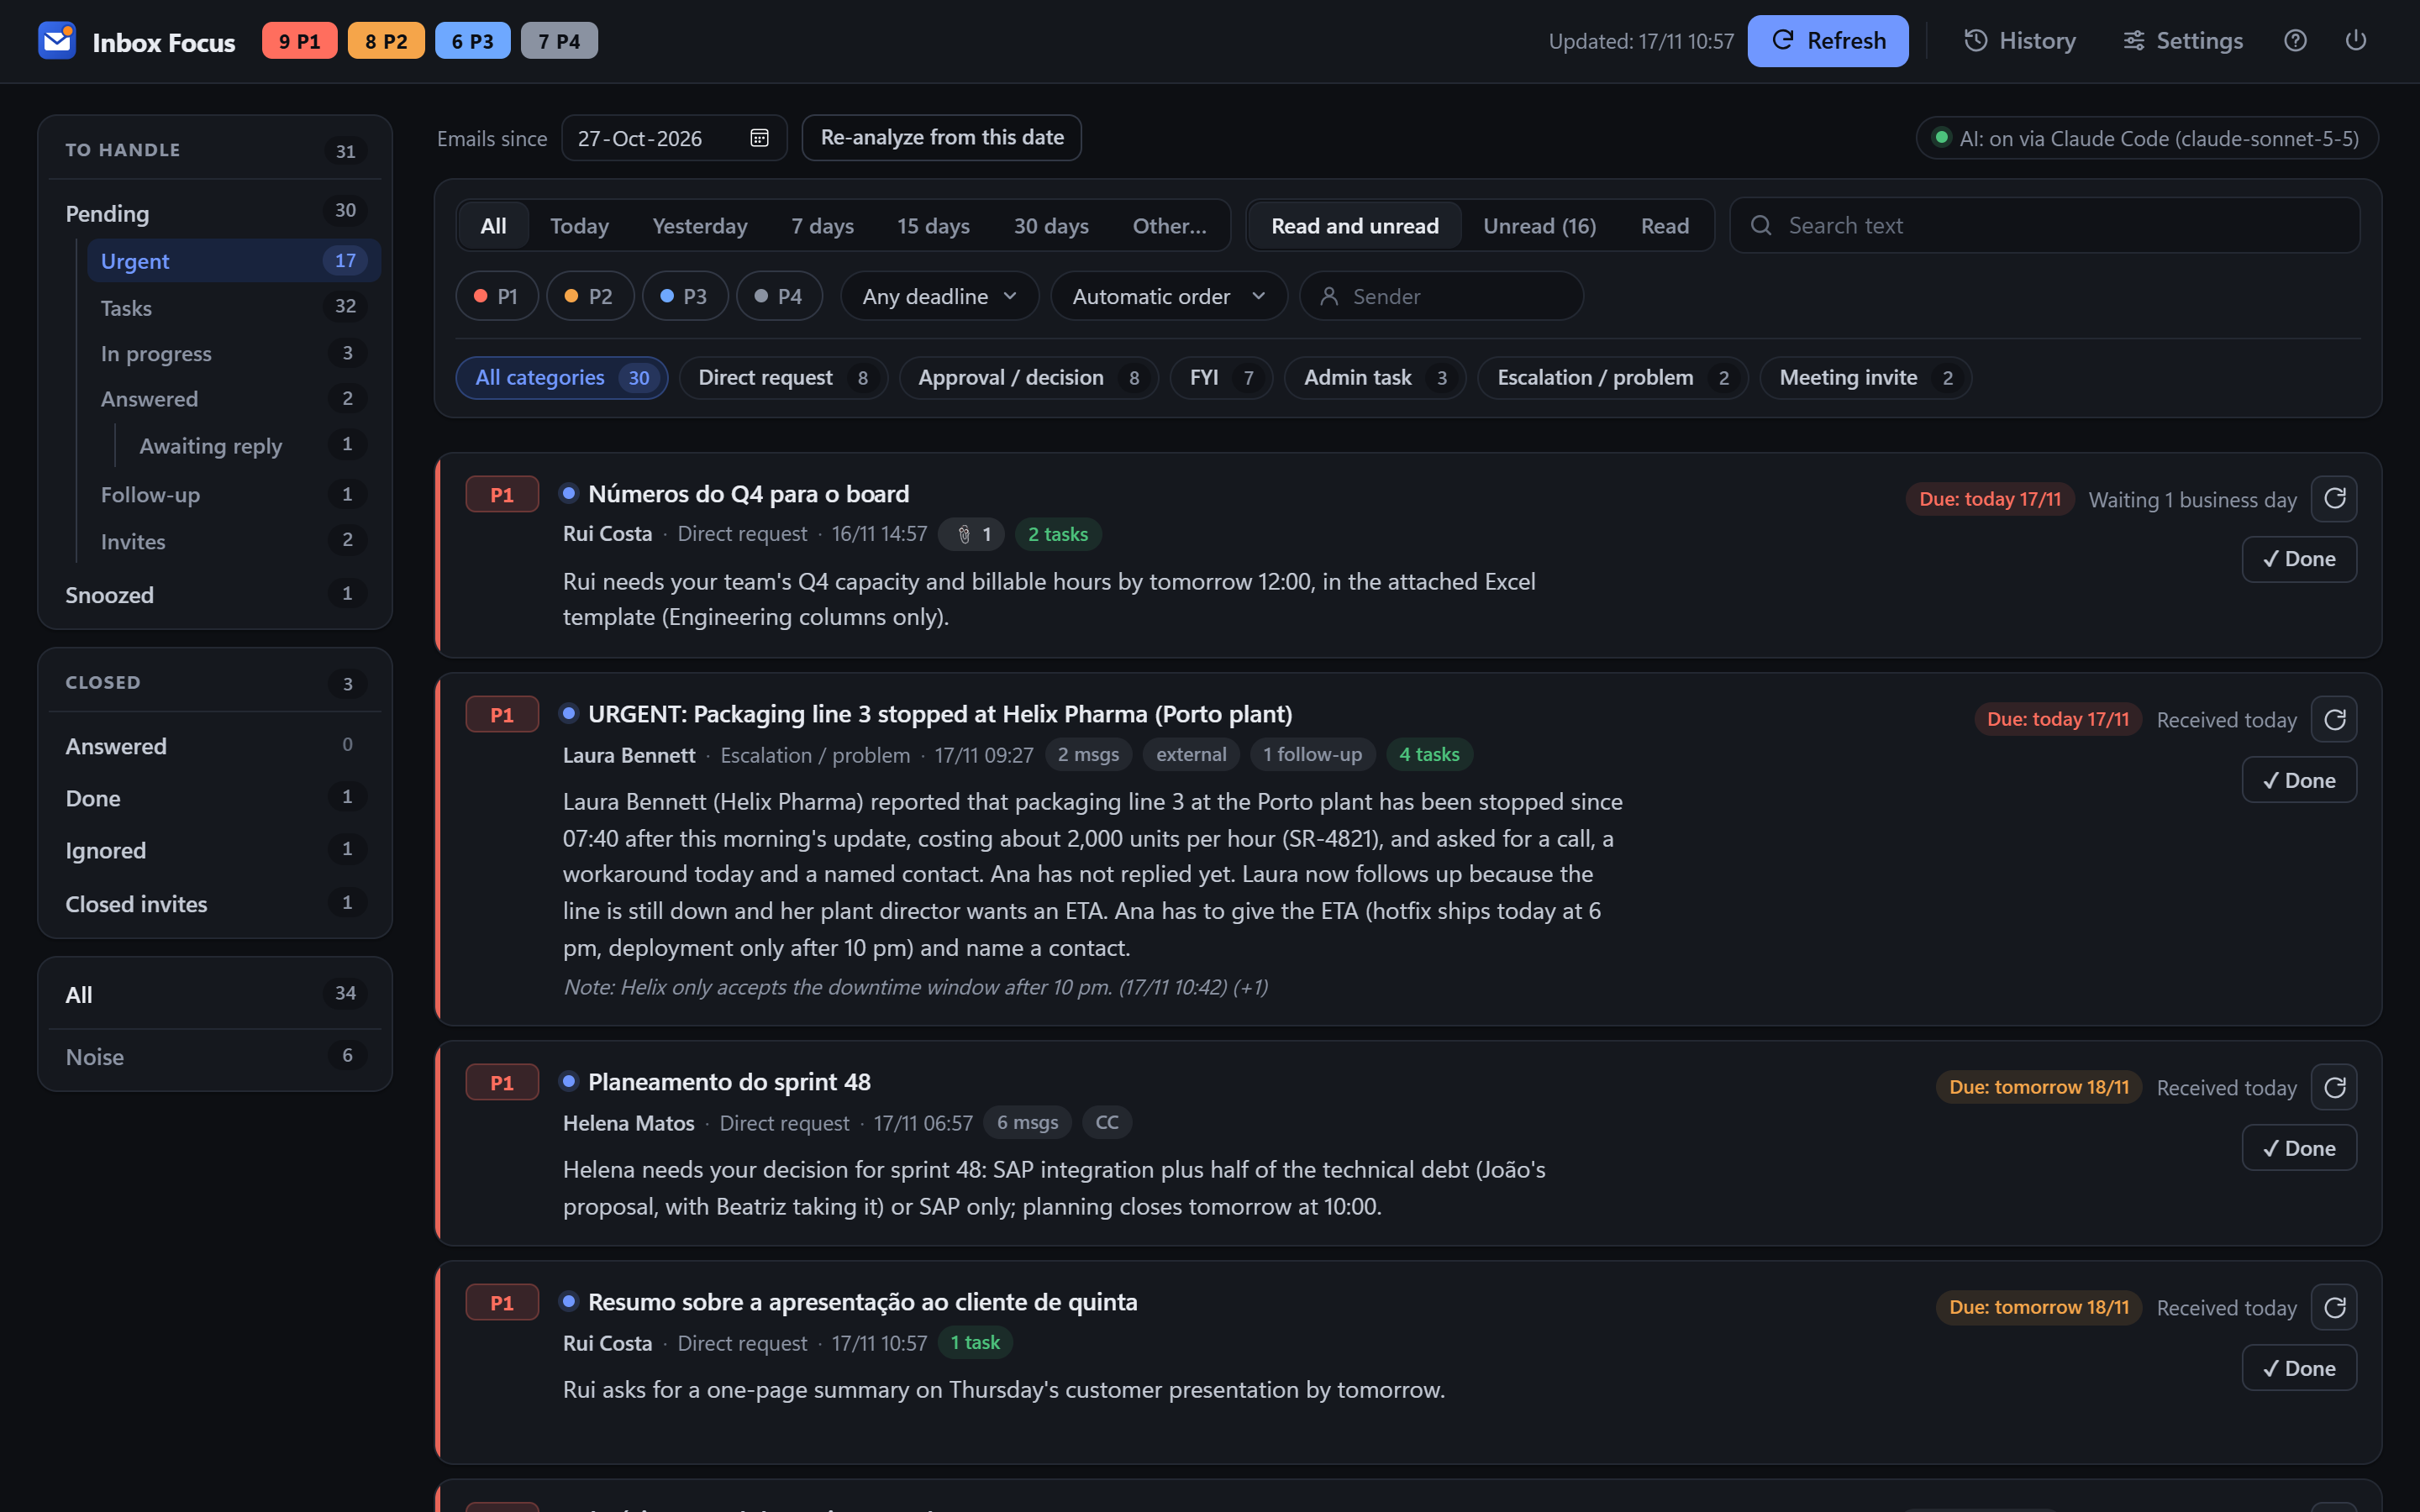 Inbox Focus
9 P1
8 P2
6 P3
7 P4
Updated: 17/11 10:57
Refresh
History
Settings
TO HANDLE 31
Pending 30
Urgent 17
Tasks 32
In progress 3
Answered 2
Awaiting reply 1
Follow-up 1
Invites 2
Snoozed 1
CLOSED 3
Answered 0
Done 1
Ignored 1
Closed invites 1
All 34
Noise 6
Emails since 27-Oct-2026 Re-analyze from this date
AI: on via Claude Code (claude-sonnet-5-5)
All Today Yesterday 7 days 15 days 30 days Other...
Read and unread Unread (16) Read
Search text
P1 P2 P3 P4 Any deadline Automatic order Sender
All categories 30 Direct request 8 Approval / decision 8 FYI 7 Admin task 3 Escalation / problem 2 Meeting invite 2
P1 Números do Q4 para o board
Due: today 17/11 Waiting 1 business day
Rui Costa · Direct request · 16/11 14:57 1 2 tasks
✓ Done
Rui needs your team's Q4 capacity and billable hours by tomorrow 12:00, in the attached Excel
template (Engineering columns only).
P1 URGENT: Packaging line 3 stopped at Helix Pharma (Porto plant)
Due: today 17/11 Received today
Laura Bennett · Escalation / problem · 17/11 09:27 2 msgs external 1 follow-up 4 tasks
✓ Done
Laura Bennett (Helix Pharma) reported that packaging line 3 at the Porto plant has been stopped since
07:40 after this morning's update, costing about 2,000 units per hour (SR-4821), and asked for a call, a
workaround today and a named contact. Ana has not replied yet. Laura now follows up because the
line is still down and her plant director wants an ETA. Ana has to give the ETA (hotfix ships today at 6
pm, deployment only after 10 pm) and name a contact.
Note: Helix only accepts the downtime window after 10 pm. (17/11 10:42) (+1)
P1 Planeamento do sprint 48
Due: tomorrow 18/11 Received today
Helena Matos · Direct request · 17/11 06:57 6 msgs CC
✓ Done
Helena needs your decision for sprint 48: SAP integration plus half of the technical debt (João's
proposal, with Beatriz taking it) or SAP only; planning closes tomorrow at 10:00.
P1 Resumo sobre a apresentação ao cliente de quinta
Due: tomorrow 18/11 Received today
Rui Costa · Direct request · 17/11 10:57 1 task
✓ Done
Rui asks for a one-page summary on Thursday's customer presentation by tomorrow.